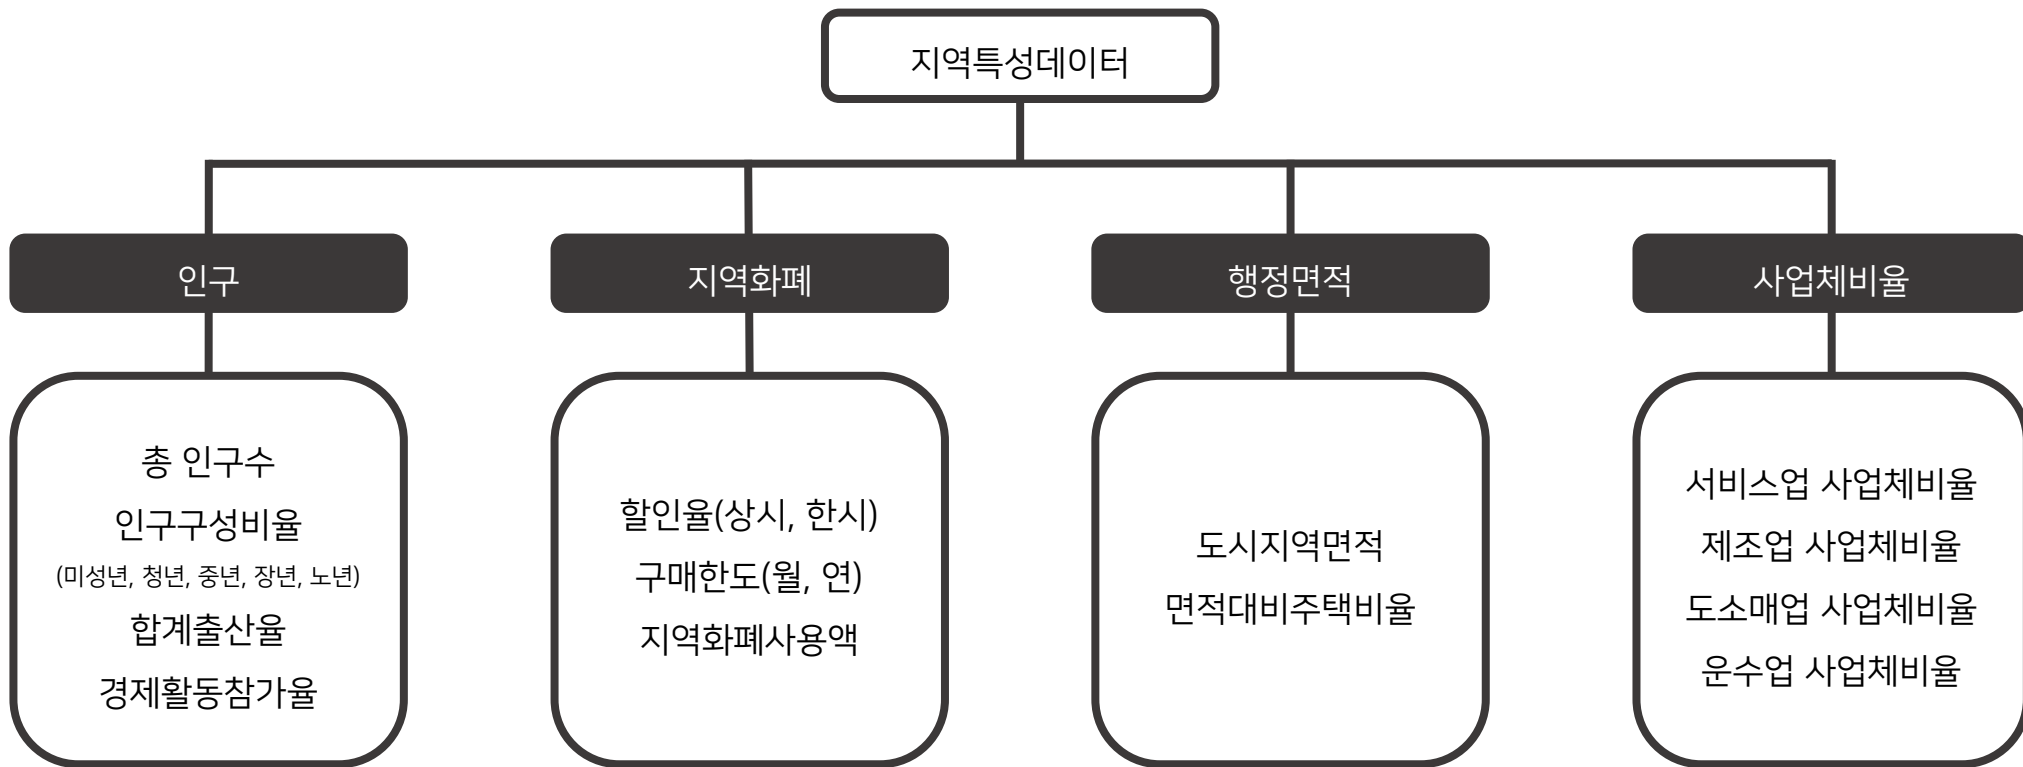 지역특성데이터
인구
지역화폐
행정면적
사업체비율
총 인구수
인구구성비율
(미성년, 청년, 중년, 장년, 노년)
합계출산율
경제활동참가율
할인율(상시, 한시)
구매한도(월, 연)
지역화폐사용액
도시지역면적
면적대비주택비율
서비스업 사업체비율
제조업 사업체비율
도소매업 사업체비율
운수업 사업체비율